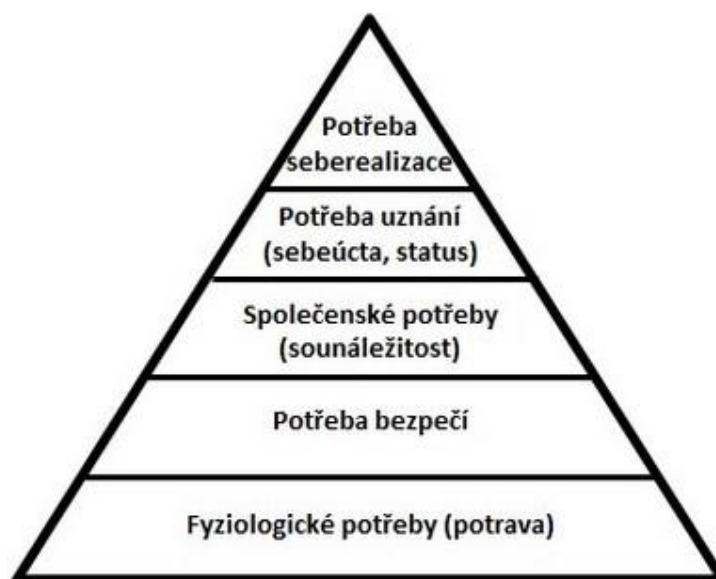 Potřeba
seberealizace
Potřeba uznání
(sebeúcta, status)
Společenské potřeby
(sounáležitost)
Potřeba bezpečí
Fyziologické potřeby (potrava)